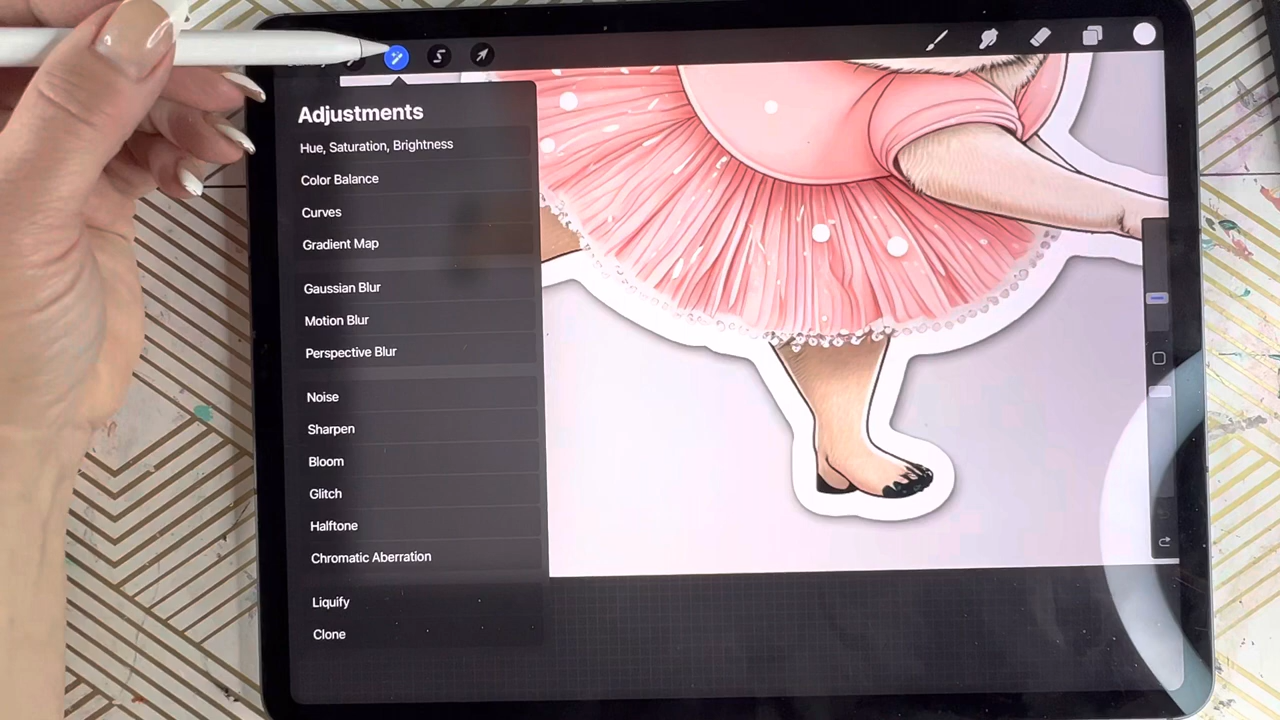 Adjustments
Hue, Saturation, Brightness
Color Balance
Curves
Gradient Map
Gaussian Blur
Motion Blur
Perspective Blur
Noise
Sharpen
Bloom
Glitch
Halftone
Chromatic Aberration
Liquify
Clone